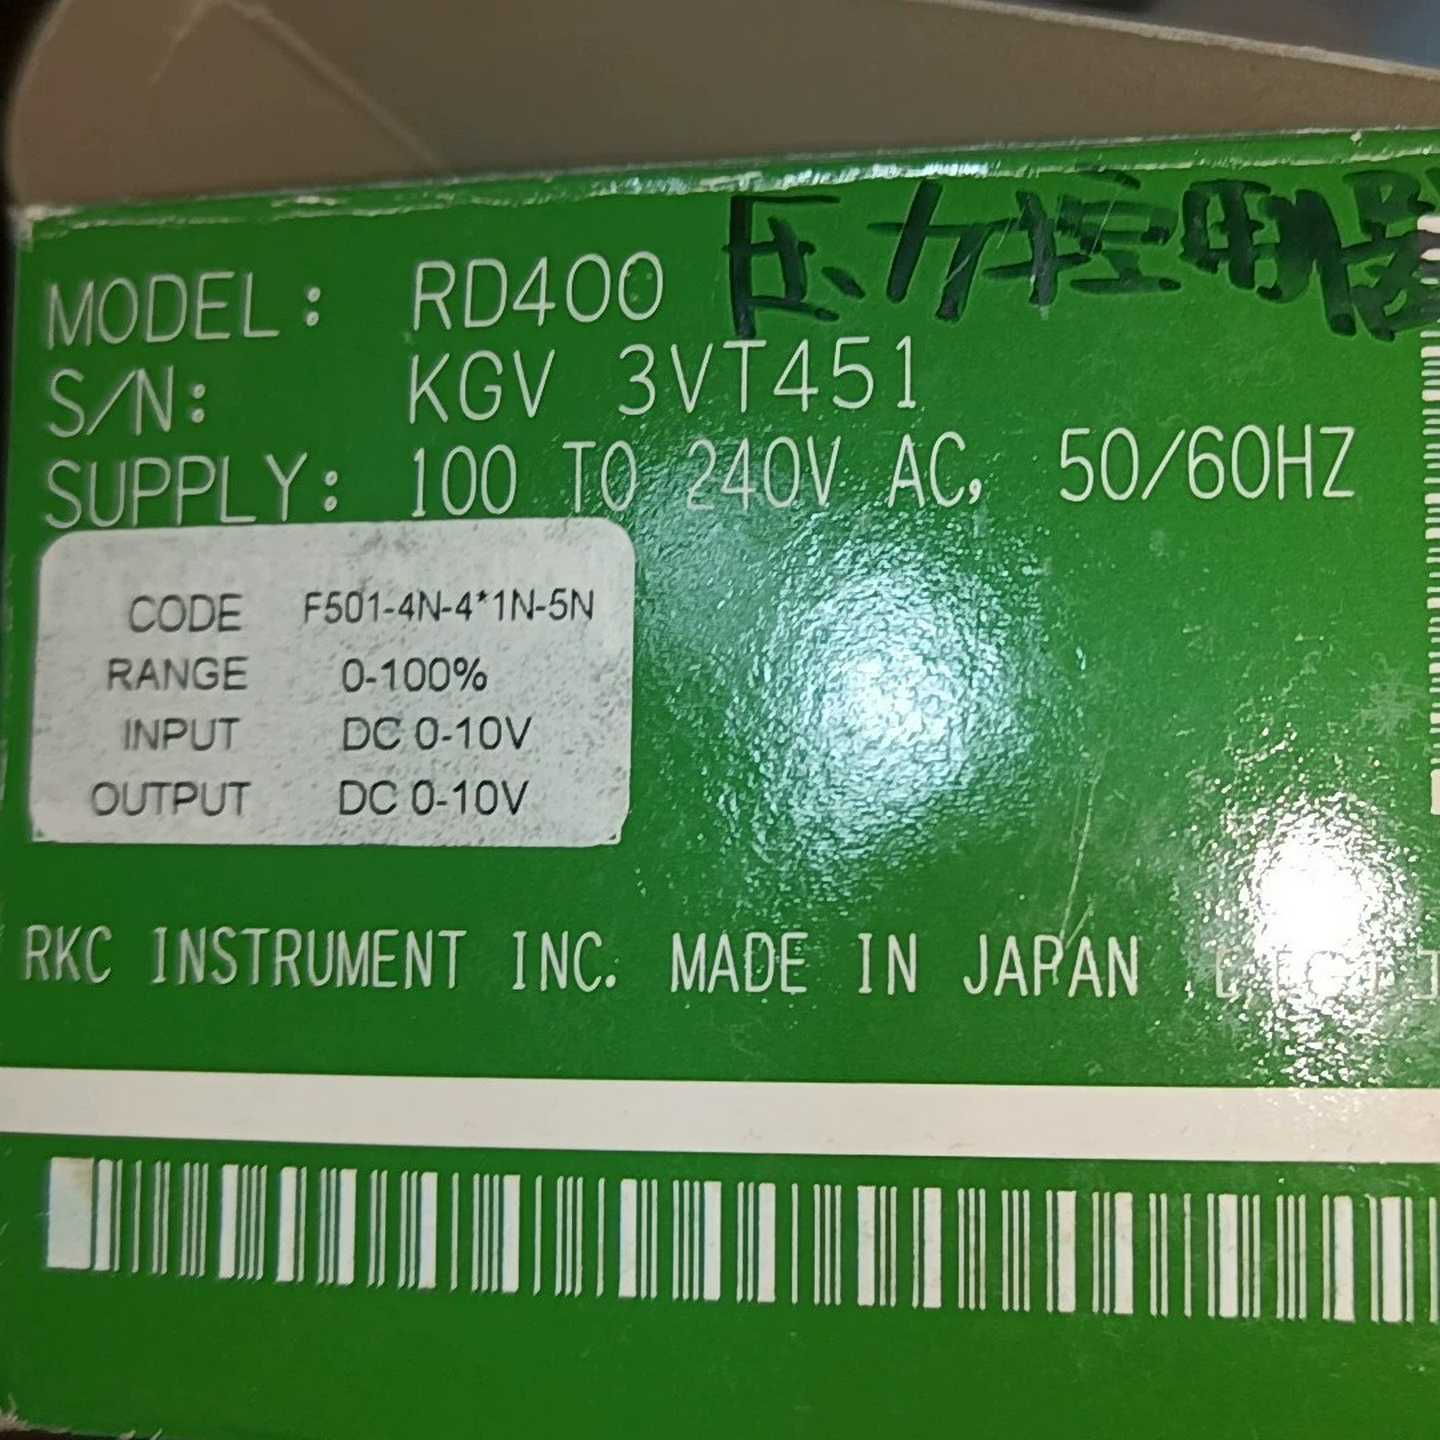 压力控制器
MODEL: RD400
S/N: KGV 3VT451
SUPPLY: 100 TO 240V AC, 50/60HZ
CODE F501-4N-4*1N-5N
RANGE 0-100%
INPUT DC 0-10V
OUTPUT DC 0-10V
RKC INSTRUMENT INC. MADE IN JAPAN